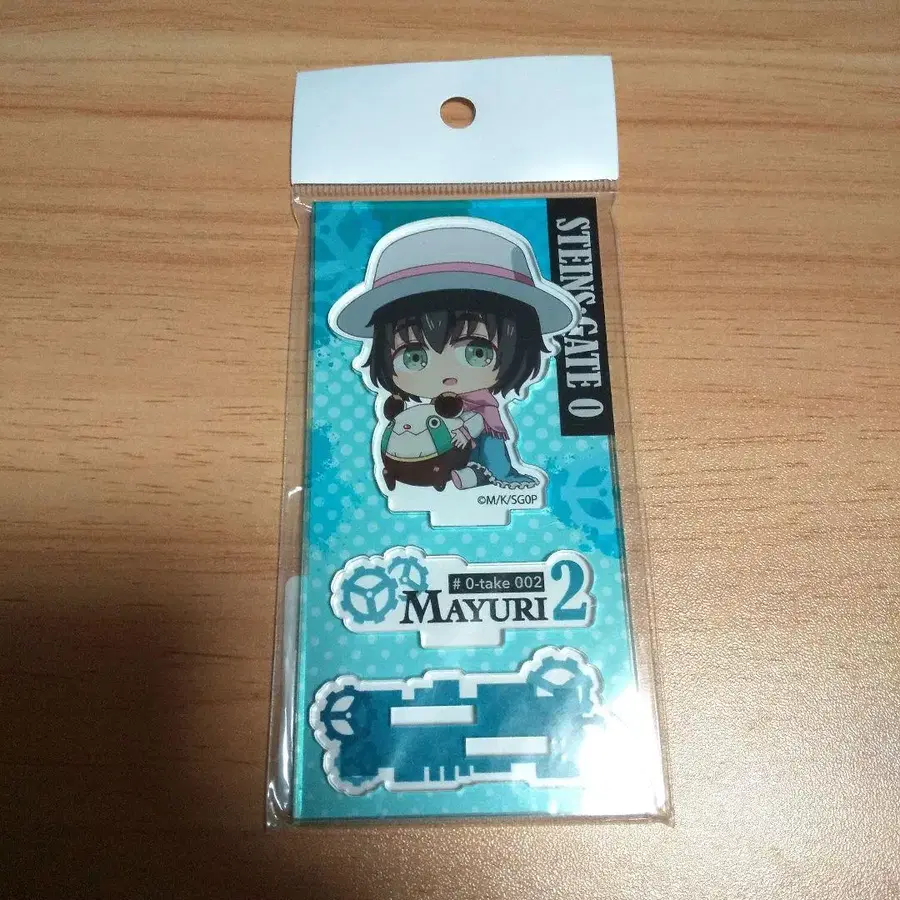 STEINS;GATE 0
©M/K/SG0P
# 0-take 002
MAYURI 2